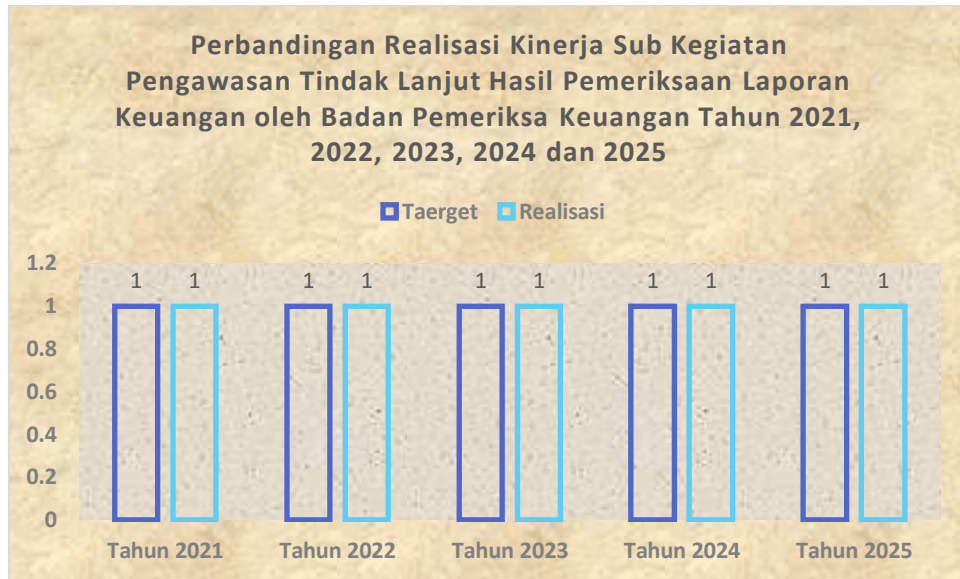 Perbandingan Realisasi Kinerja Sub Kegiatan
Pengawasan Tindak Lanjut Hasil Pemeriksaan Laporan
Keuangan oleh Badan Pemeriksa Keuangan Tahun 2021,
2022, 2023, 2024 dan 2025
Taerget Realisasi
1.2
1 1 1 1 1 1 1 1 1 1
1
0.8
0.6
0.4
0.2
0
Tahun 2021 Tahun 2022 Tahun 2023 Tahun 2024 Tahun 2025